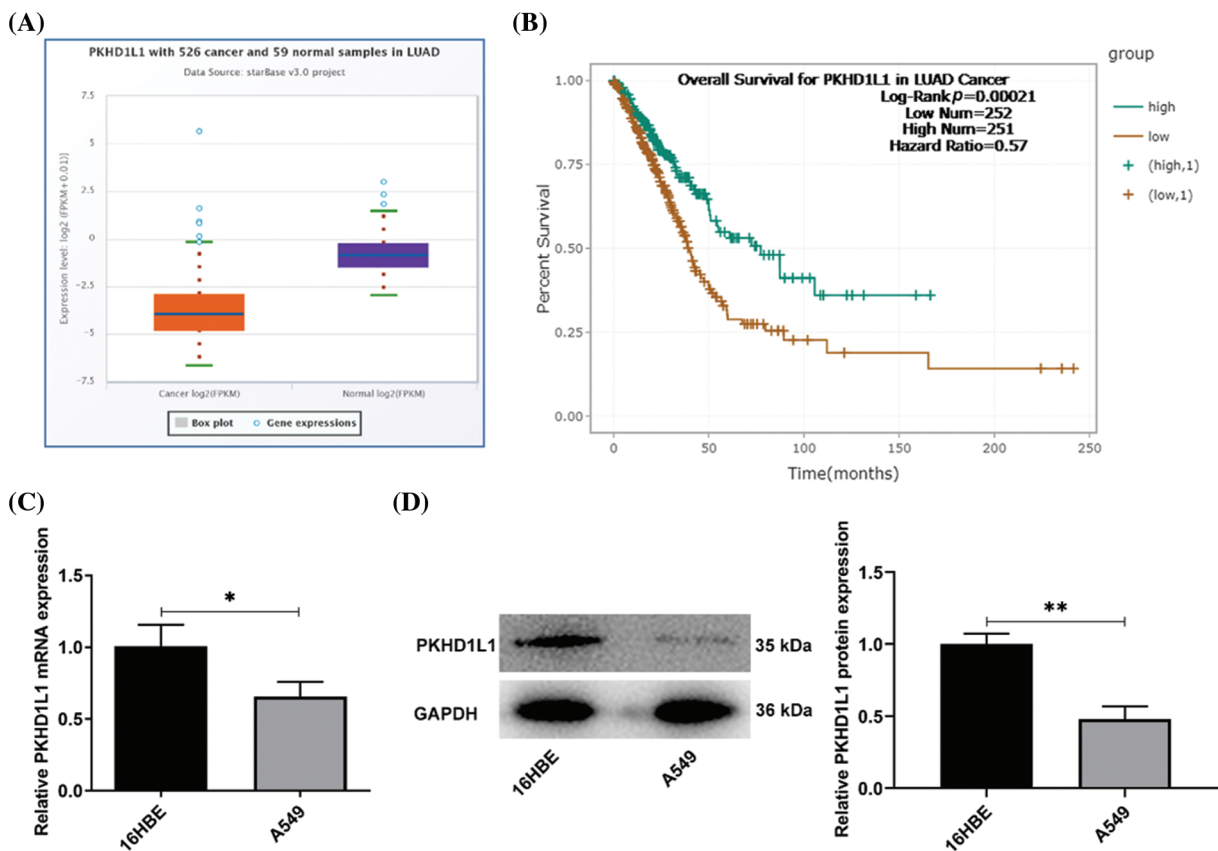 (A)
PKHD1L1 with 526 cancer and 59 normal samples in LUAD
Data Source: starBase v3.0 project
Expression level: log2 (FPKM+0.01)]
7.5
5
2.5
0
−2.5
−5
−7.5
Cancer log2(FPKM)
Normal log2(FPKM)
Box plot
Gene expressions
(B)
Overall Survival for PKHD1L1 in LUAD Cancer
Log-Rank p=0.00021
Low Num=252
High Num=251
Hazard Ratio=0.57
Percent Survival
1.00
0.75
0.50
0.25
0.00
0
50
100
150
200
250
Time(months)
group
high
low
(high,1)
(low,1)
(C)
Relative PKHD1L1 mRNA expression
1.5
1.0
0.5
0.0
*
16HBE
A549
(D)
PKHD1L1
35 kDa
GAPDH
36 kDa
16HBE
A549
Relative PKHD1L1 protein expression
1.5
1.0
0.5
0.0
**
16HBE
A549